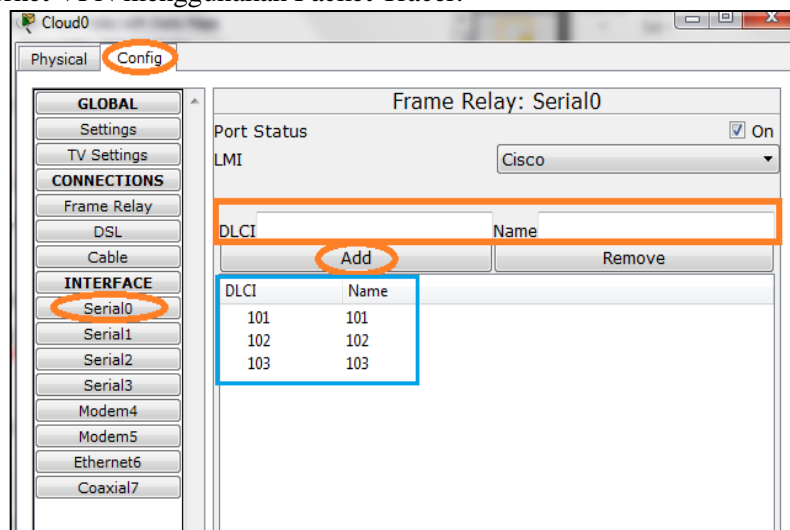 Cloud0
Physical Config
GLOBAL
Settings
TV Settings
CONNECTIONS
Frame Relay
DSL
Cable
INTERFACE
Serial0
Serial1
Serial2
Serial3
Modem4
Modem5
Ethernet6
Coaxial7
Frame Relay: Serial0
Port Status On
LMI Cisco
DLCI Name
Add Remove
DLCI Name
101 101
102 102
103 103